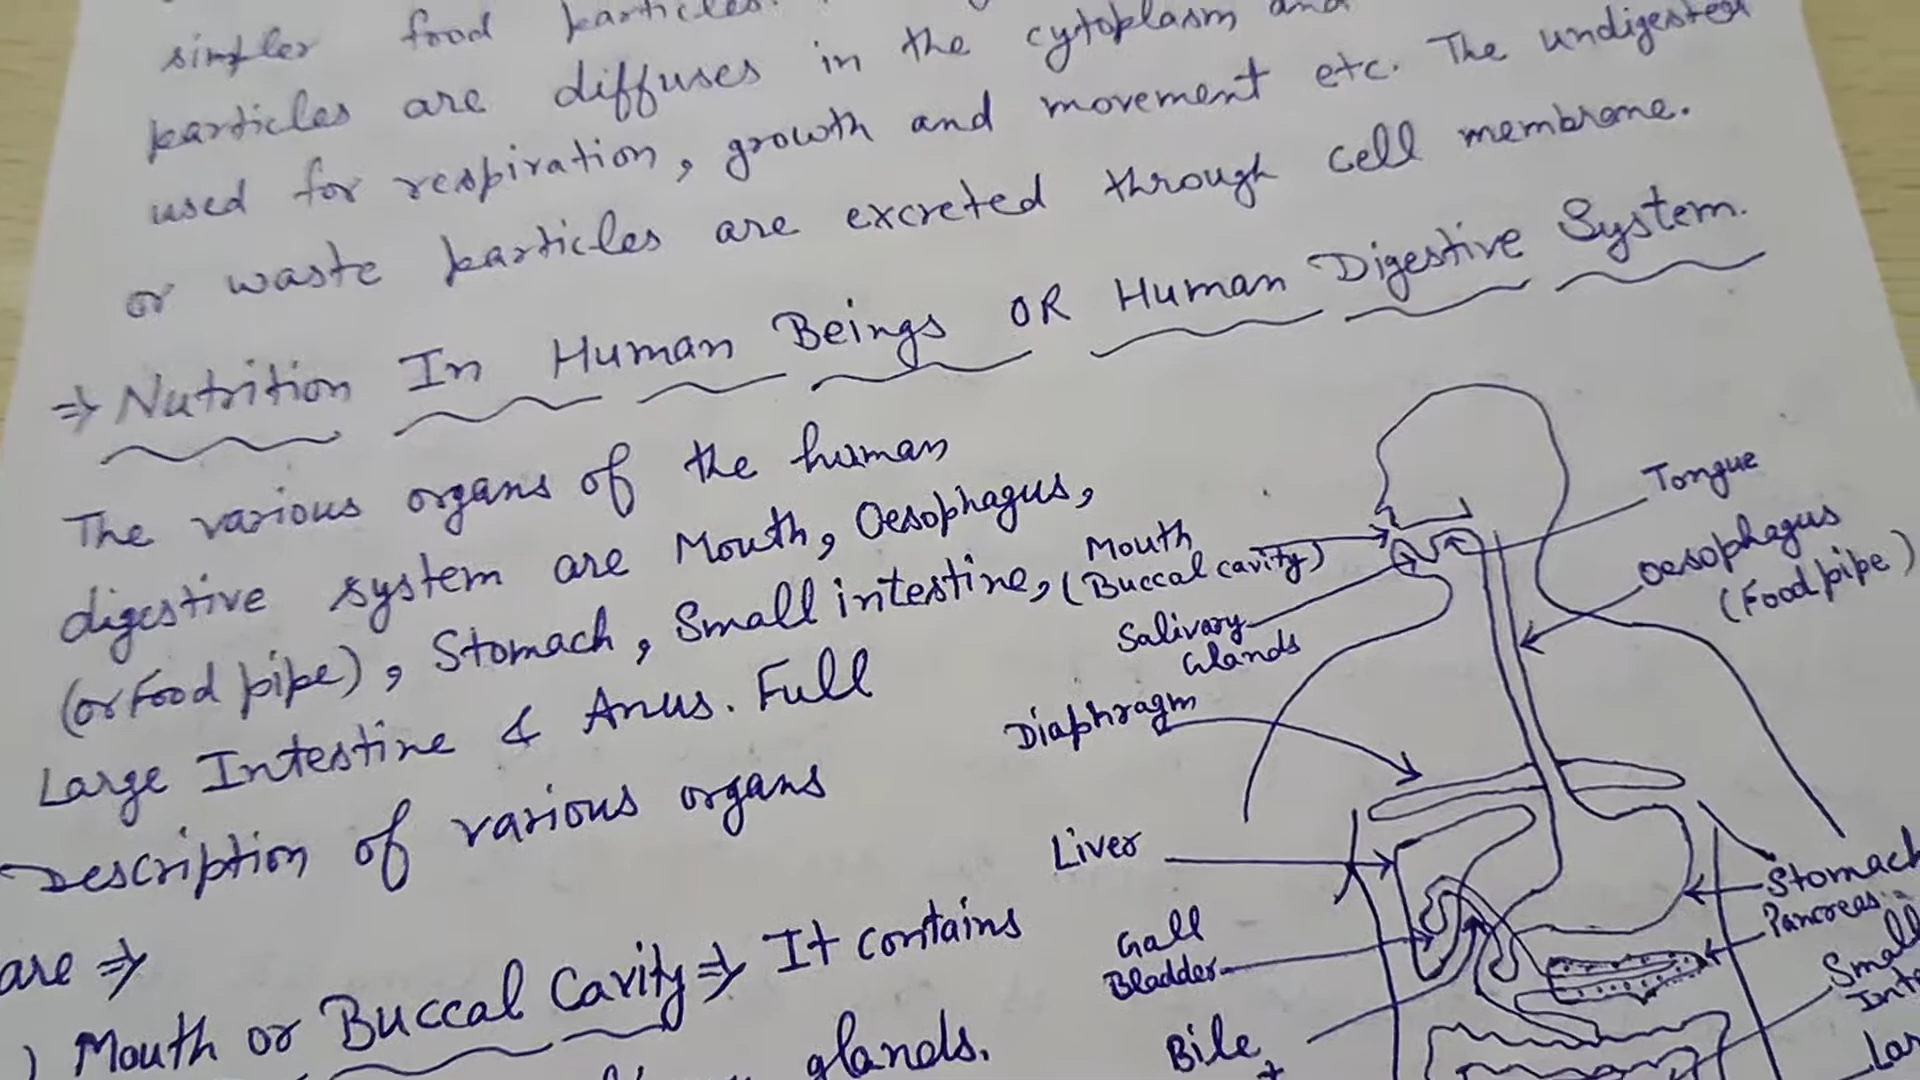 simpler food particles.
particles are diffuses in the cytoplasm and
used for respiration, growth and movement etc. The undigested
or waste particles are excreted through cell membrane.
⇒ Nutrition In Human Beings OR Human Digestive System.
The various organs of the human
digestive system are Mouth, Oesophagus,
(or Food pipe), Stomach, Small intestine,
Large Intestine & Anus. Full
Description of various organs
are ⇒
) Mouth or Buccal Cavity ⇒ It contains
glands.
Tongue
Mouth
(Buccal cavity)
Oesophagus
(Food pipe)
Salivary
Glands
Diaphragm
Liver
Stomach
Pancreas
Gall
Bladder
Small
Bile